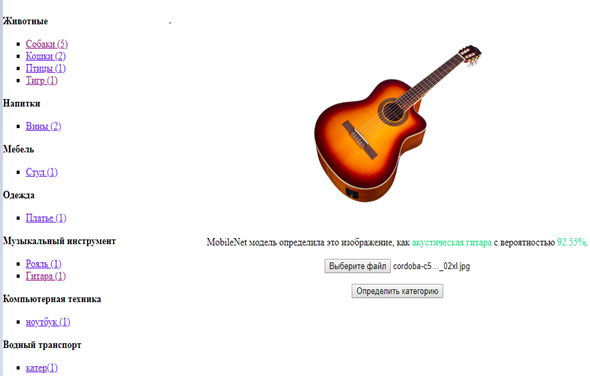 Животные
Собаки (5)
Кошки (2)
Птицы (1)
Тигр (1)
Напитки
Вины (2)
Мебель
Стул (1)
Одежда
Платье (1)
Музыкальный инструмент
Рояль (1)
Гитара (1)
Компьютерная техника
ноутбук (1)
Водный транспорт
катер(1)
MobileNet модель определила это изображение, как акустическая гитара с вероятностью 92.55%.
Выберите файл cordoba-c5..._02xl.jpg
Определить категорию